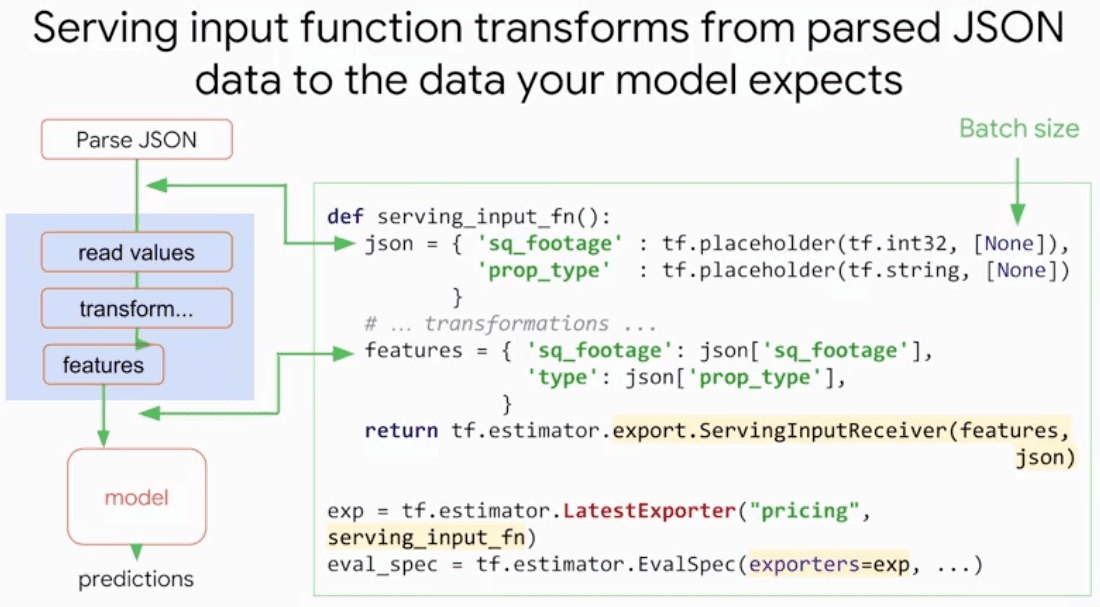 Serving input function transforms from parsed JSON
data to the data your model expects
Parse JSON
read values
transform...
features
model
predictions
Batch size
def serving_input_fn():
json = { 'sq_footage' : tf.placeholder(tf.int32, [None]),
'prop_type' : tf.placeholder(tf.string, [None])
}
# … transformations ...
features = { 'sq_footage': json['sq_footage'],
'type': json['prop_type'],
}
return tf.estimator.export.ServingInputReceiver(features,
json)
exp = tf.estimator.LatestExporter("pricing",
serving_input_fn)
eval_spec = tf.estimator.EvalSpec(exporters=exp, ...)